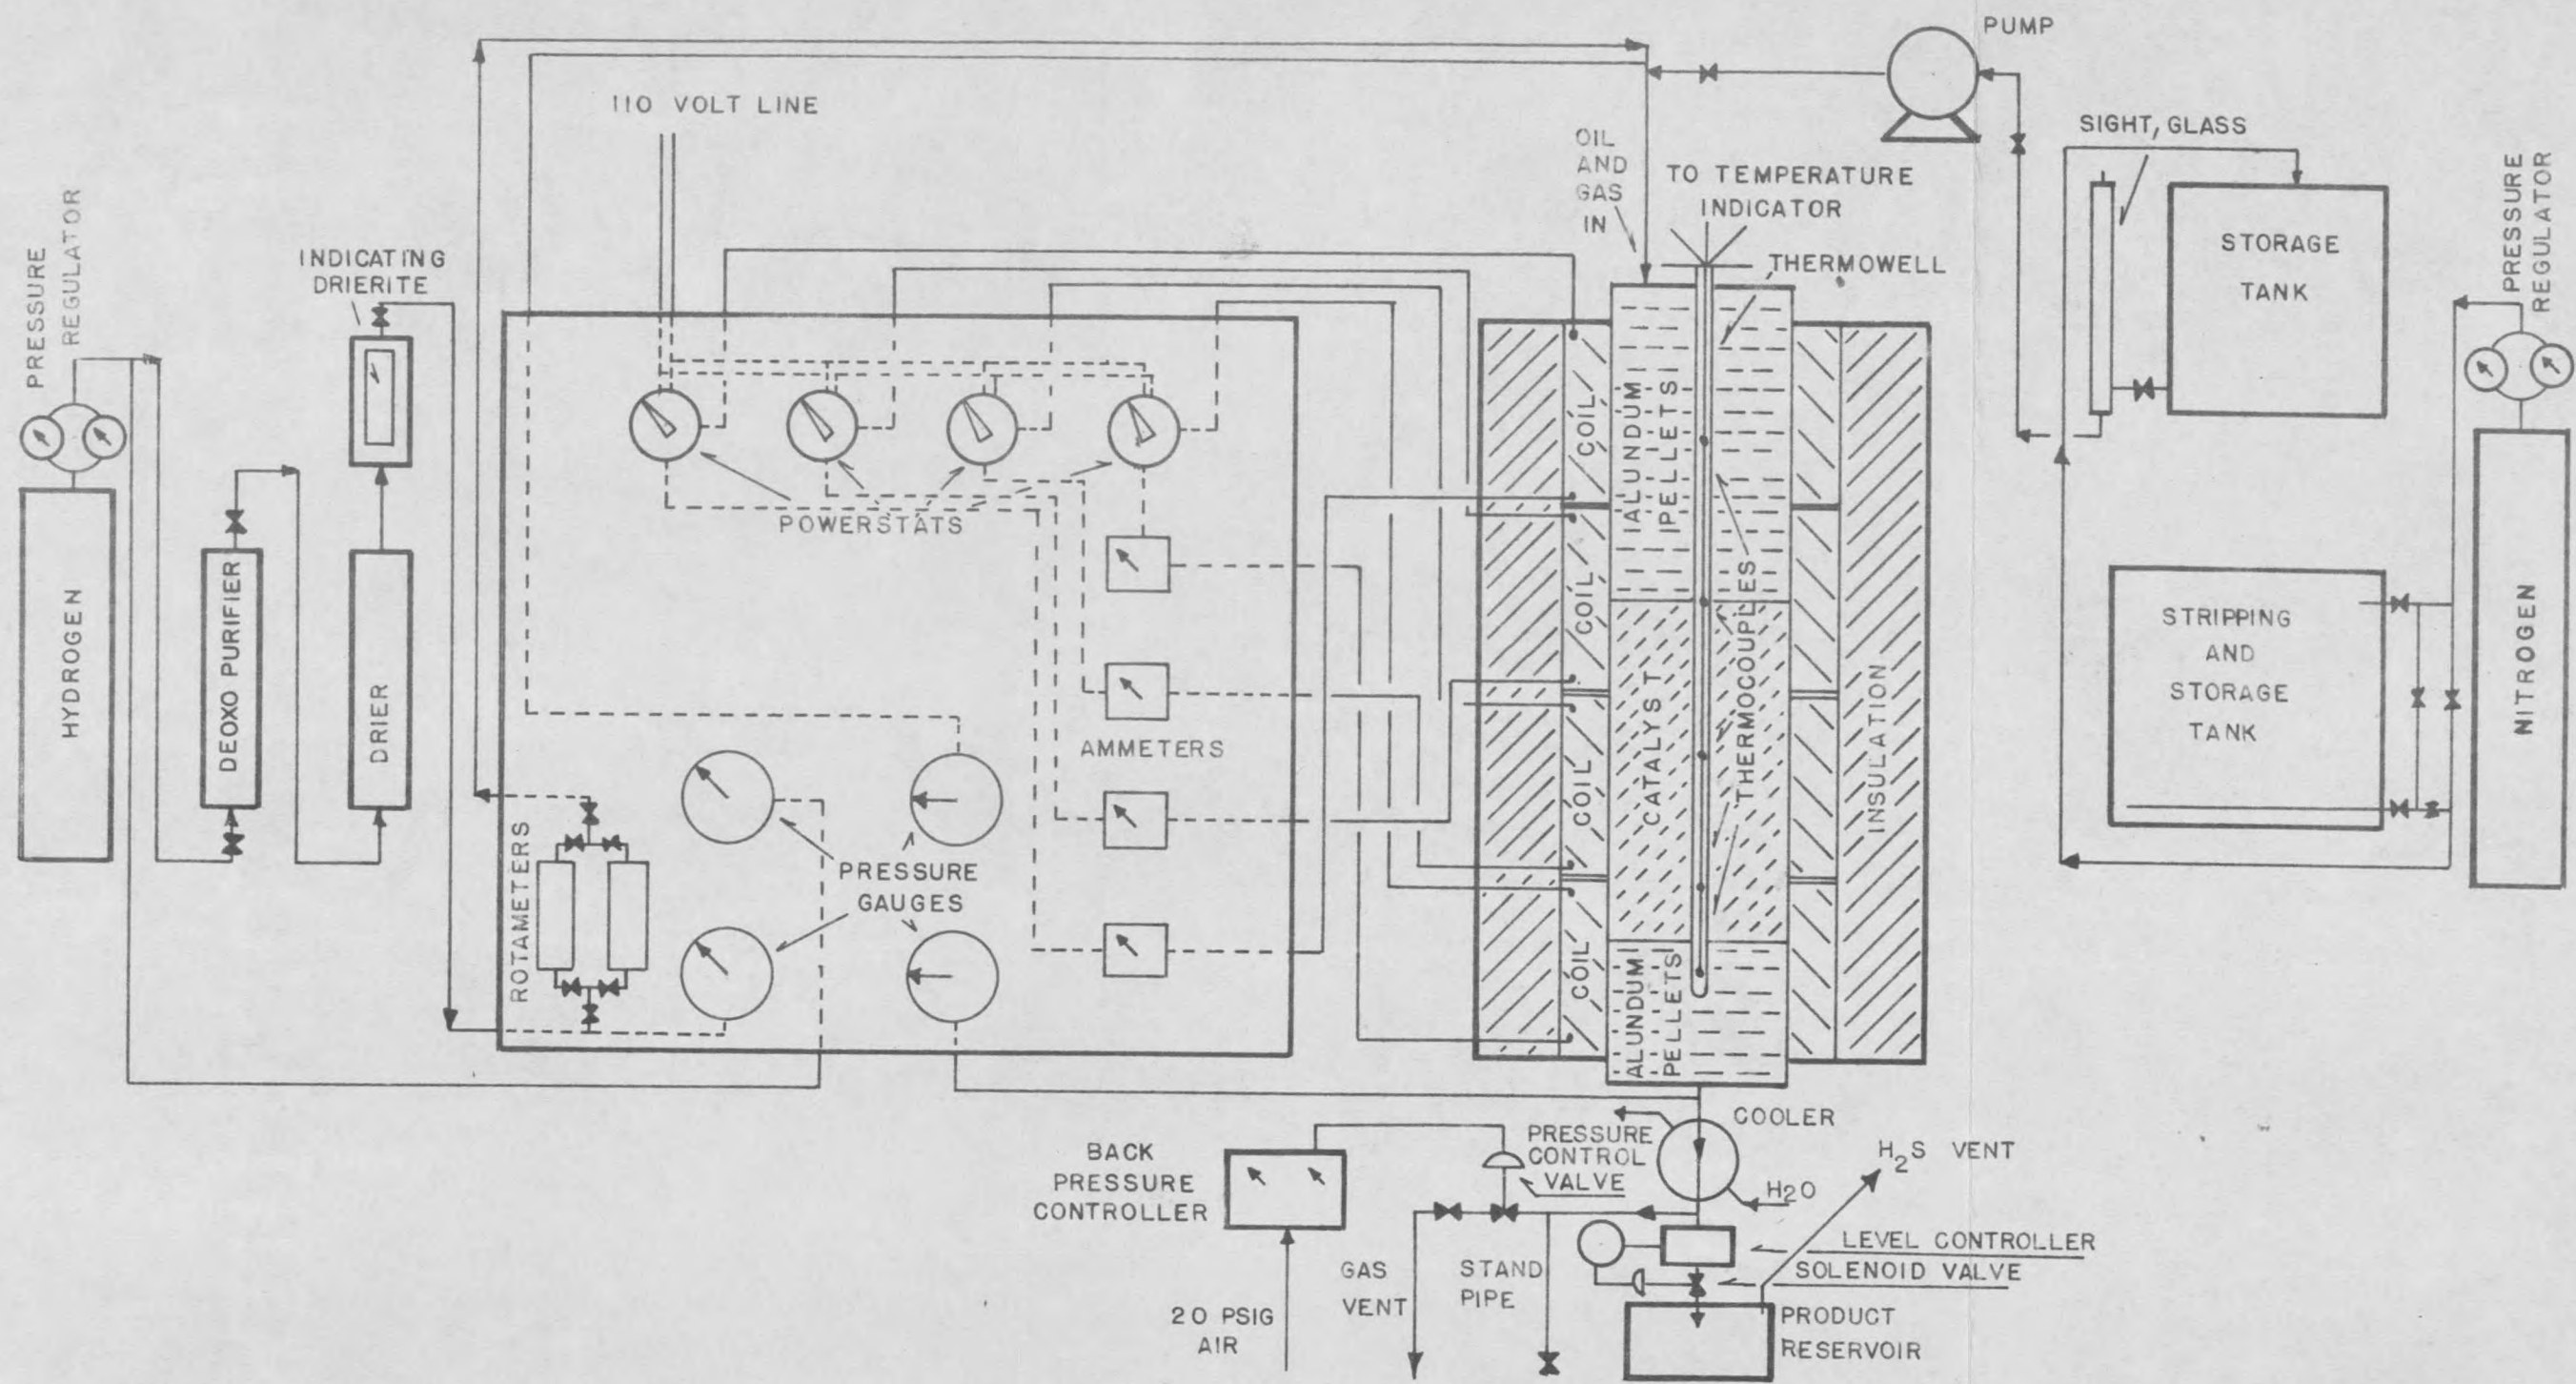 PUMP
110 VOLT LINE
SIGHT, GLASS
OIL
AND
GAS
IN
TO TEMPERATURE
INDICATOR
THERMOWELL
PRESSURE
REGULATOR
INDICATING
DRIERITE
STORAGE
TANK
PRESSURE
REGULATOR
HYDROGEN
DEOXO PURIFIER
DRIER
POWERSTATS
AMMETERS
ROTAMETERS
PRESSURE
GAUGES
COIL
COIL
COIL
COIL
ALUNDUM
PELLETS
CATALYST
THERMOCOUPLES
ALUNDUM
PELLETS
INSULATION
STRIPPING
AND
STORAGE
TANK
NITROGEN
BACK
PRESSURE
CONTROLLER
20 PSIG
AIR
PRESSURE
CONTROL
VALVE
COOLER
H2O
H2S VENT
GAS
VENT
STAND
PIPE
LEVEL CONTROLLER
SOLENOID VALVE
PRODUCT
RESERVOIR